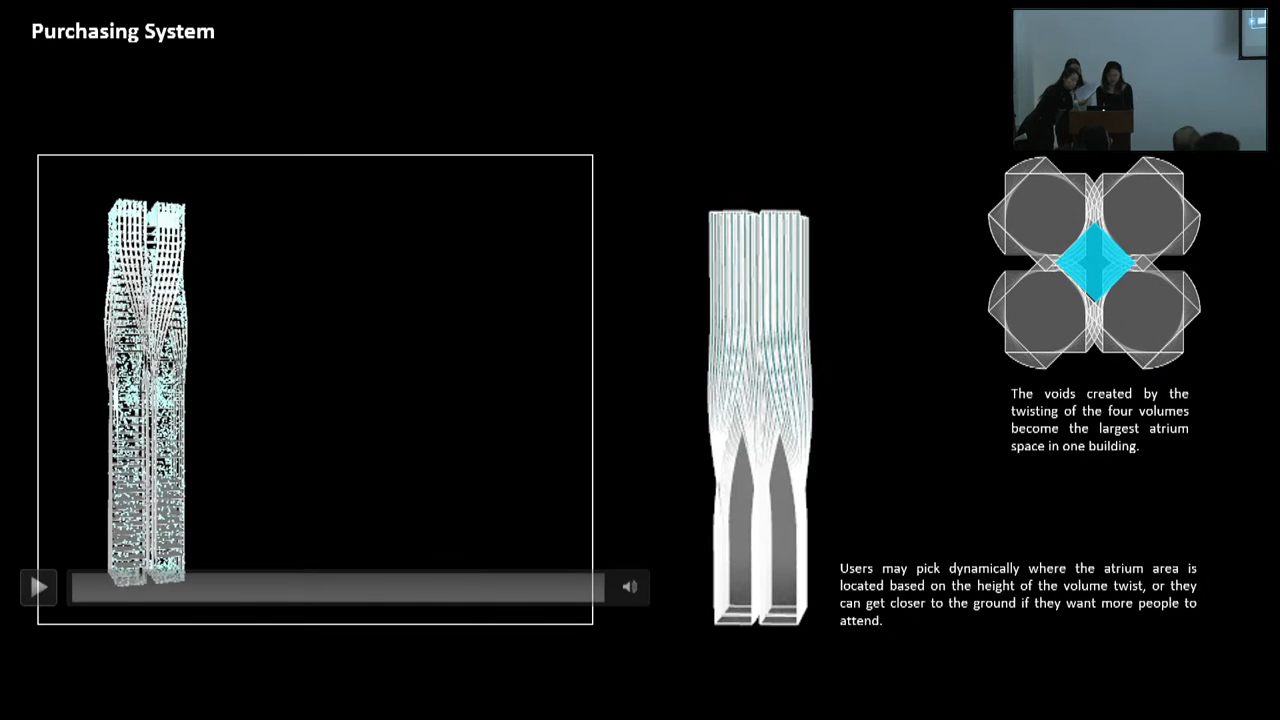 Purchasing System
The voids created by the
twisting of the four volumes
become the largest atrium
space in one building.
Users may pick dynamically where the atrium area is
located based on the height of the volume twist, or they
can get closer to the ground if they want more people to
attend.